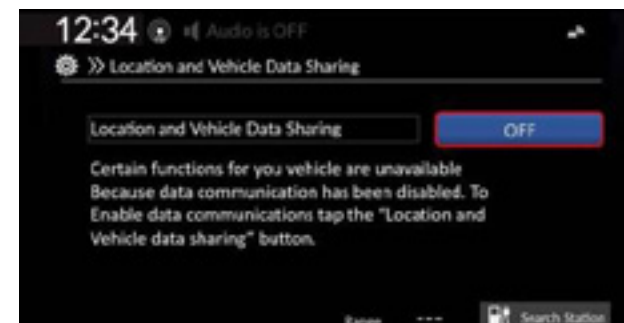 12:34 Audio is OFF
>> Location and Vehicle Data Sharing
Location and Vehicle Data Sharing OFF
Certain functions for you vehicle are unavailable
Because data communication has been disabled. To
Enable data communications tap the "Location and
Vehicle data sharing" button.
Range --- Search Station